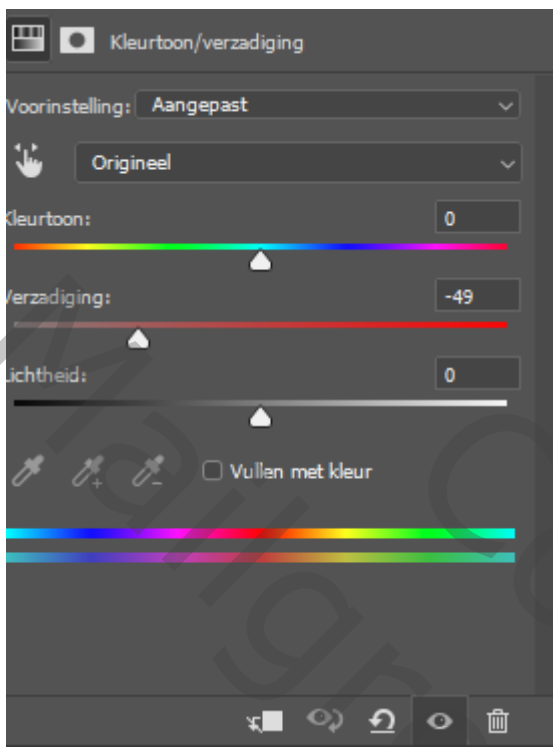 Kleurtoon/verzadiging
Voorinstelling: Aangepast
Origineel
Kleurtoon: 0
Verzadiging: -49
Lichtheid: 0
Vullen met kleur